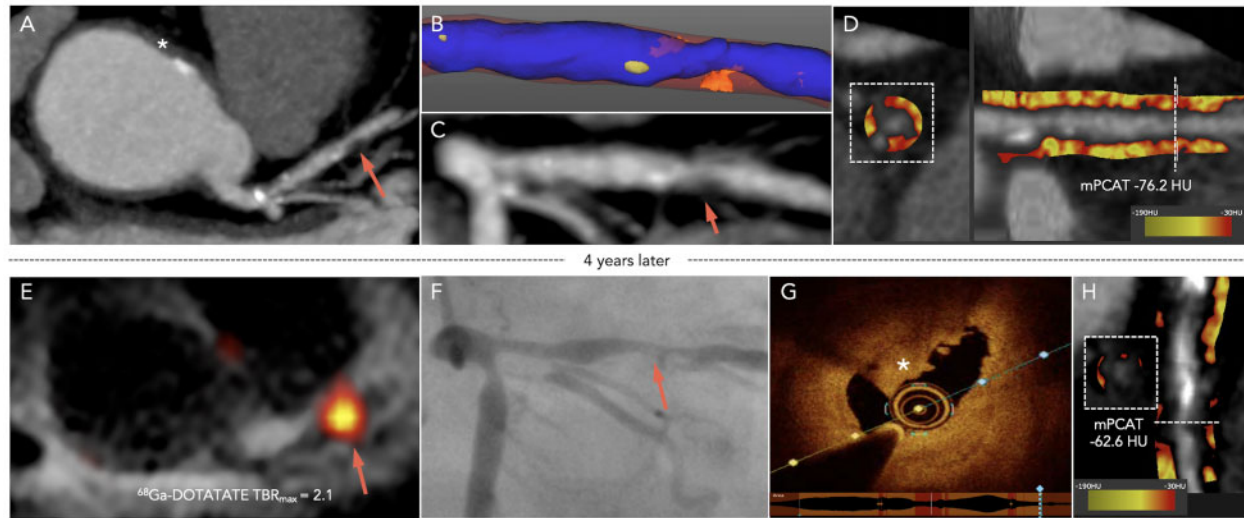 A
*
B
C
D
mPCAT -76.2 HU
-190HU
-30HU
4 years later
E
⁶⁸Ga-DOTATATE TBRmax = 2.1
F
G
*
H
mPCAT
-62.6 HU
-190HU
-30HU